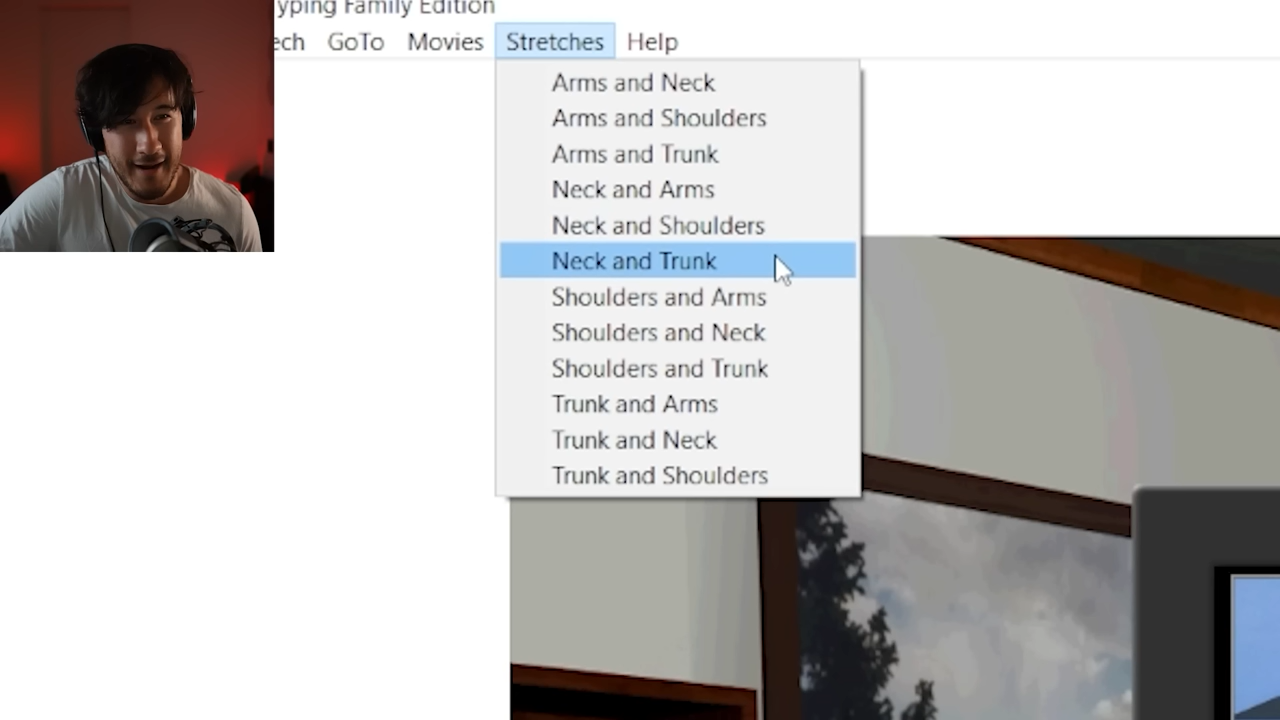 yping Family Edition
ech GoTo Movies Stretches Help
Arms and Neck
Arms and Shoulders
Arms and Trunk
Neck and Arms
Neck and Shoulders
Neck and Trunk
Shoulders and Arms
Shoulders and Neck
Shoulders and Trunk
Trunk and Arms
Trunk and Neck
Trunk and Shoulders